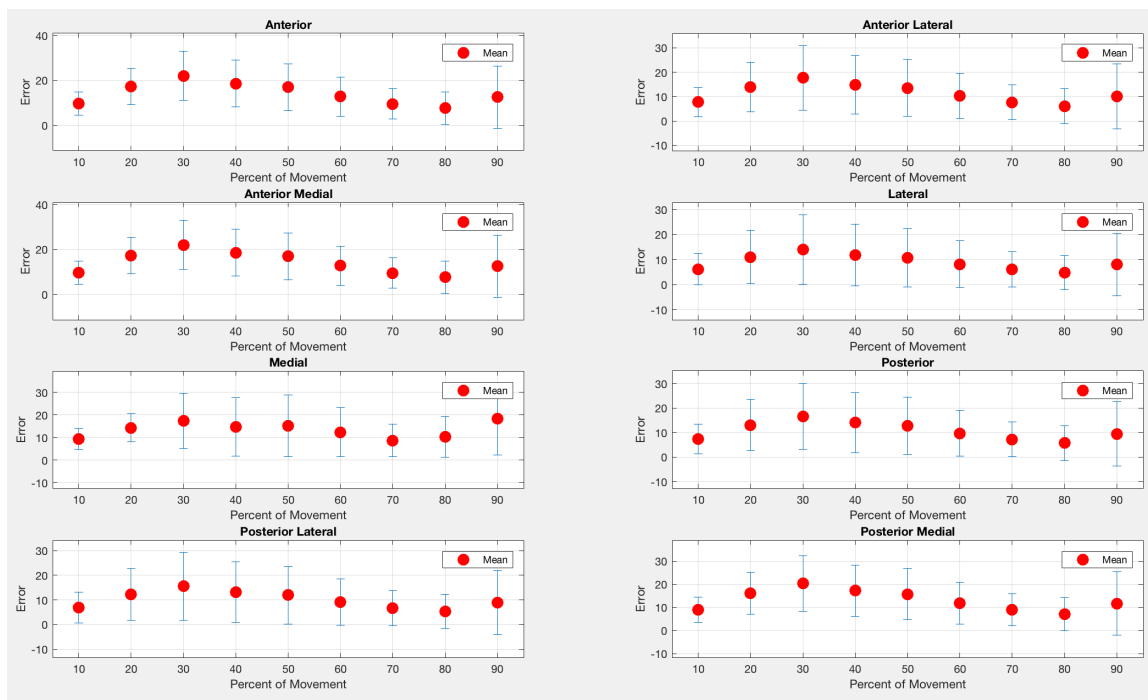 Anterior
40
20
0
Error
Mean
10 20 30 40 50 60 70 80 90
Percent of Movement
Anterior Lateral
30
20
10
0
-10
Error
Mean
10 20 30 40 50 60 70 80 90
Percent of Movement
Anterior Medial
40
20
0
Error
Mean
10 20 30 40 50 60 70 80 90
Percent of Movement
Lateral
30
20
10
0
-10
Error
Mean
10 20 30 40 50 60 70 80 90
Percent of Movement
Medial
30
20
10
0
-10
Error
Mean
10 20 30 40 50 60 70 80 90
Percent of Movement
Posterior
30
20
10
0
-10
Error
Mean
10 20 30 40 50 60 70 80 90
Percent of Movement
Posterior Lateral
30
20
10
0
-10
Error
Mean
10 20 30 40 50 60 70 80 90
Percent of Movement
Posterior Medial
30
20
10
0
-10
Error
Mean
10 20 30 40 50 60 70 80 90
Percent of Movement